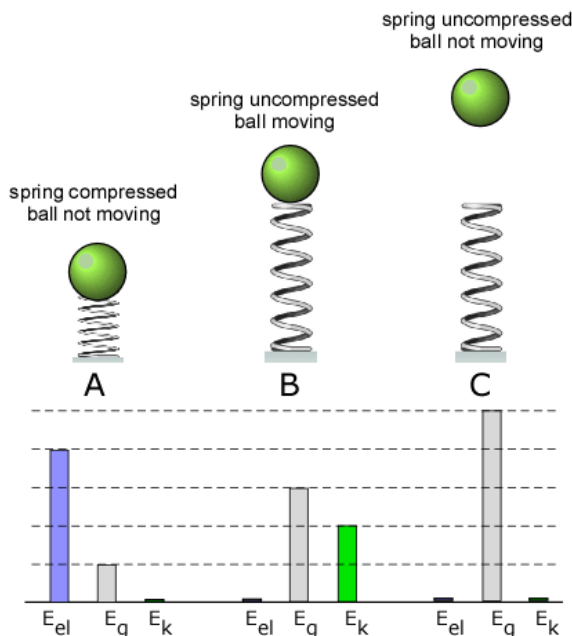 spring uncompressed
ball not moving
spring uncompressed
ball moving
spring compressed
ball not moving
A B C
Eel Eg Ek Eel Eg Ek Eel Eg Ek